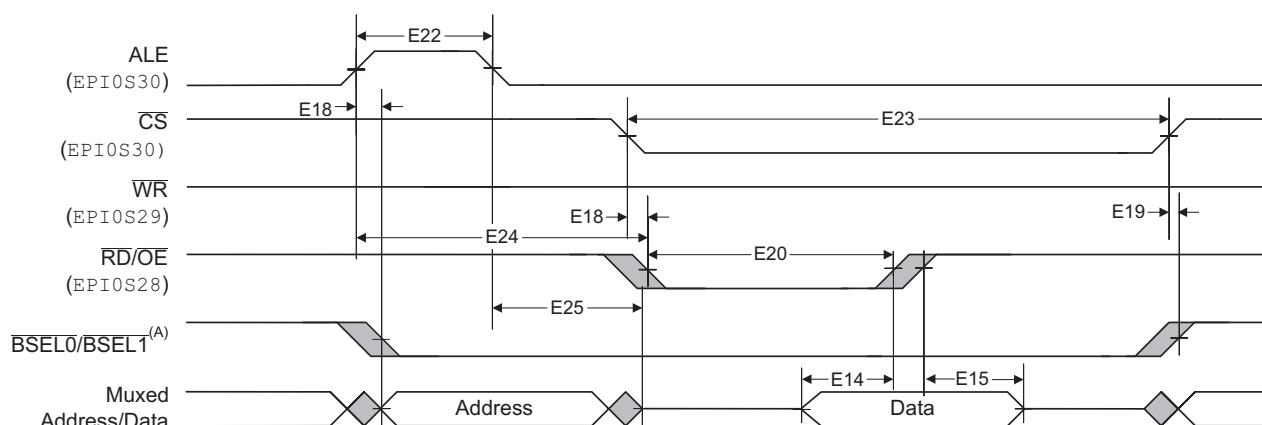 ALE
(EPI0S30)
E22
E18
CS
(EPI0S30)
E23
WR
(EPI0S29)
E18
E19
E24
RD/OE
(EPI0S28)
E20
E25
BSEL0/BSEL1(A)
E14
E15
Muxed
Address/Data
Address
Data